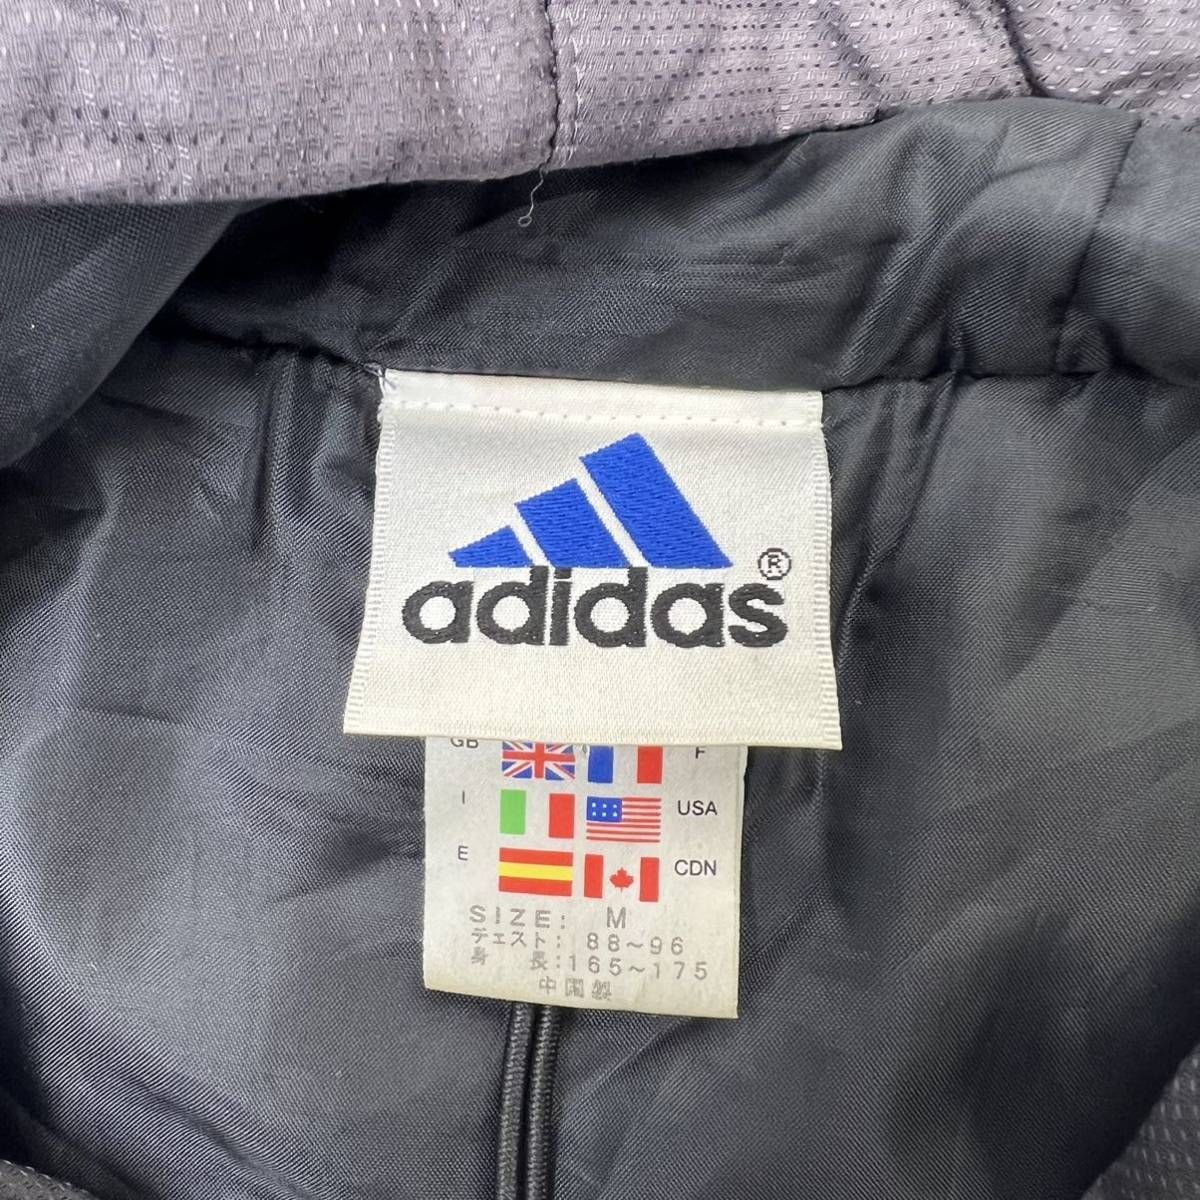 adidas®
GB F
I USA
E CDN
SIZE: M
チェスト: 88~96
身 長:165~175
中国製